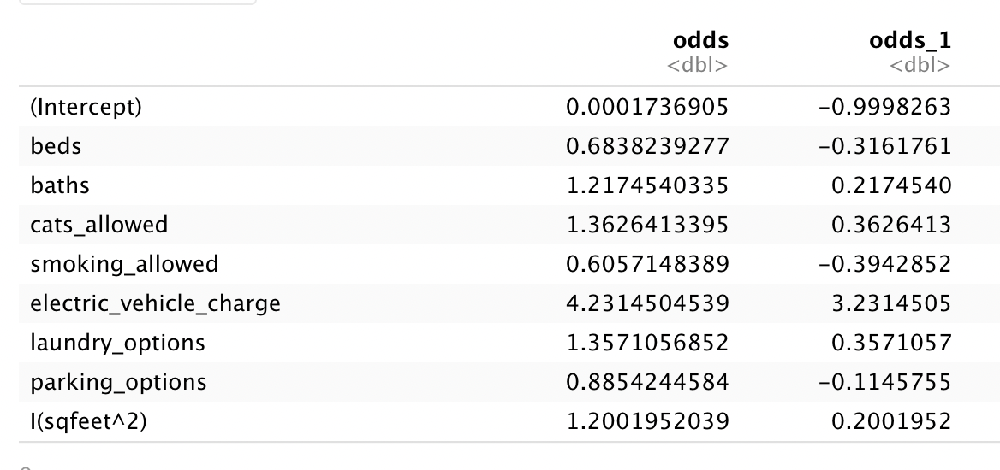 odds odds_1
<dbl> <dbl>
(Intercept) 0.0001736905 -0.9998263
beds 0.6838239277 -0.3161761
baths 1.2174540335 0.2174540
cats_allowed 1.3626413395 0.3626413
smoking_allowed 0.6057148389 -0.3942852
electric_vehicle_charge 4.2314504539 3.2314505
laundry_options 1.3571056852 0.3571057
parking_options 0.8854244584 -0.1145755
I(sqfeet^2) 1.2001952039 0.2001952